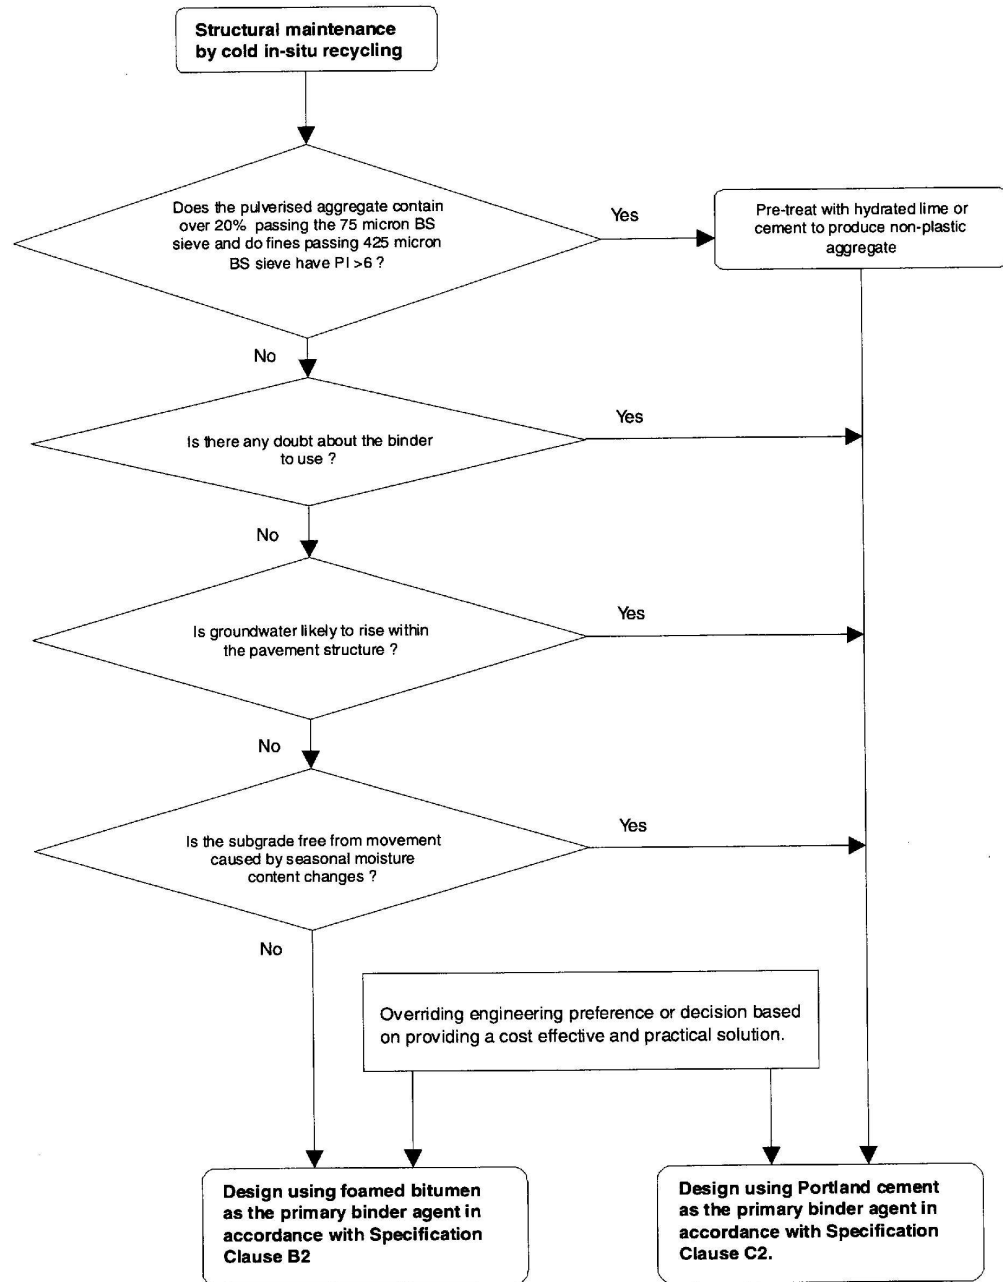 Structural maintenance
by cold in-situ recycling
Does the pulverised aggregate contain
over 20% passing the 75 micron BS
sieve and do fines passing 425 micron
BS sieve have PI >6 ?
Yes
Pre-treat with hydrated lime or
cement to produce non-plastic
aggregate
No
Is there any doubt about the binder
to use ?
Yes
No
Is groundwater likely to rise within
the pavement structure ?
Yes
No
Is the subgrade free from movement
caused by seasonal moisture
content changes ?
Yes
No
Overriding engineering preference or decision based
on providing a cost effective and practical solution.
Design using foamed bitumen
as the primary binder agent in
accordance with Specification
Clause B2
Design using Portland cement
as the primary binder agent in
accordance with Specification
Clause C2.